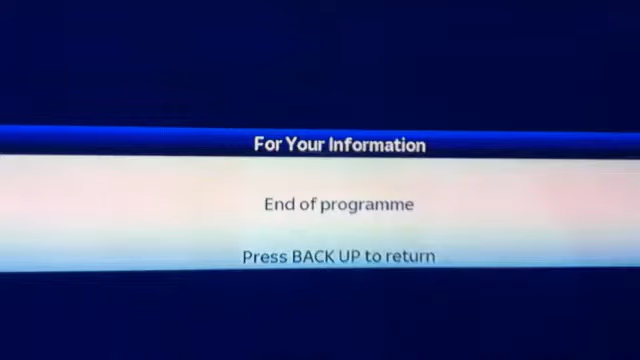 For Your Information
End of programme
Press BACK UP to return